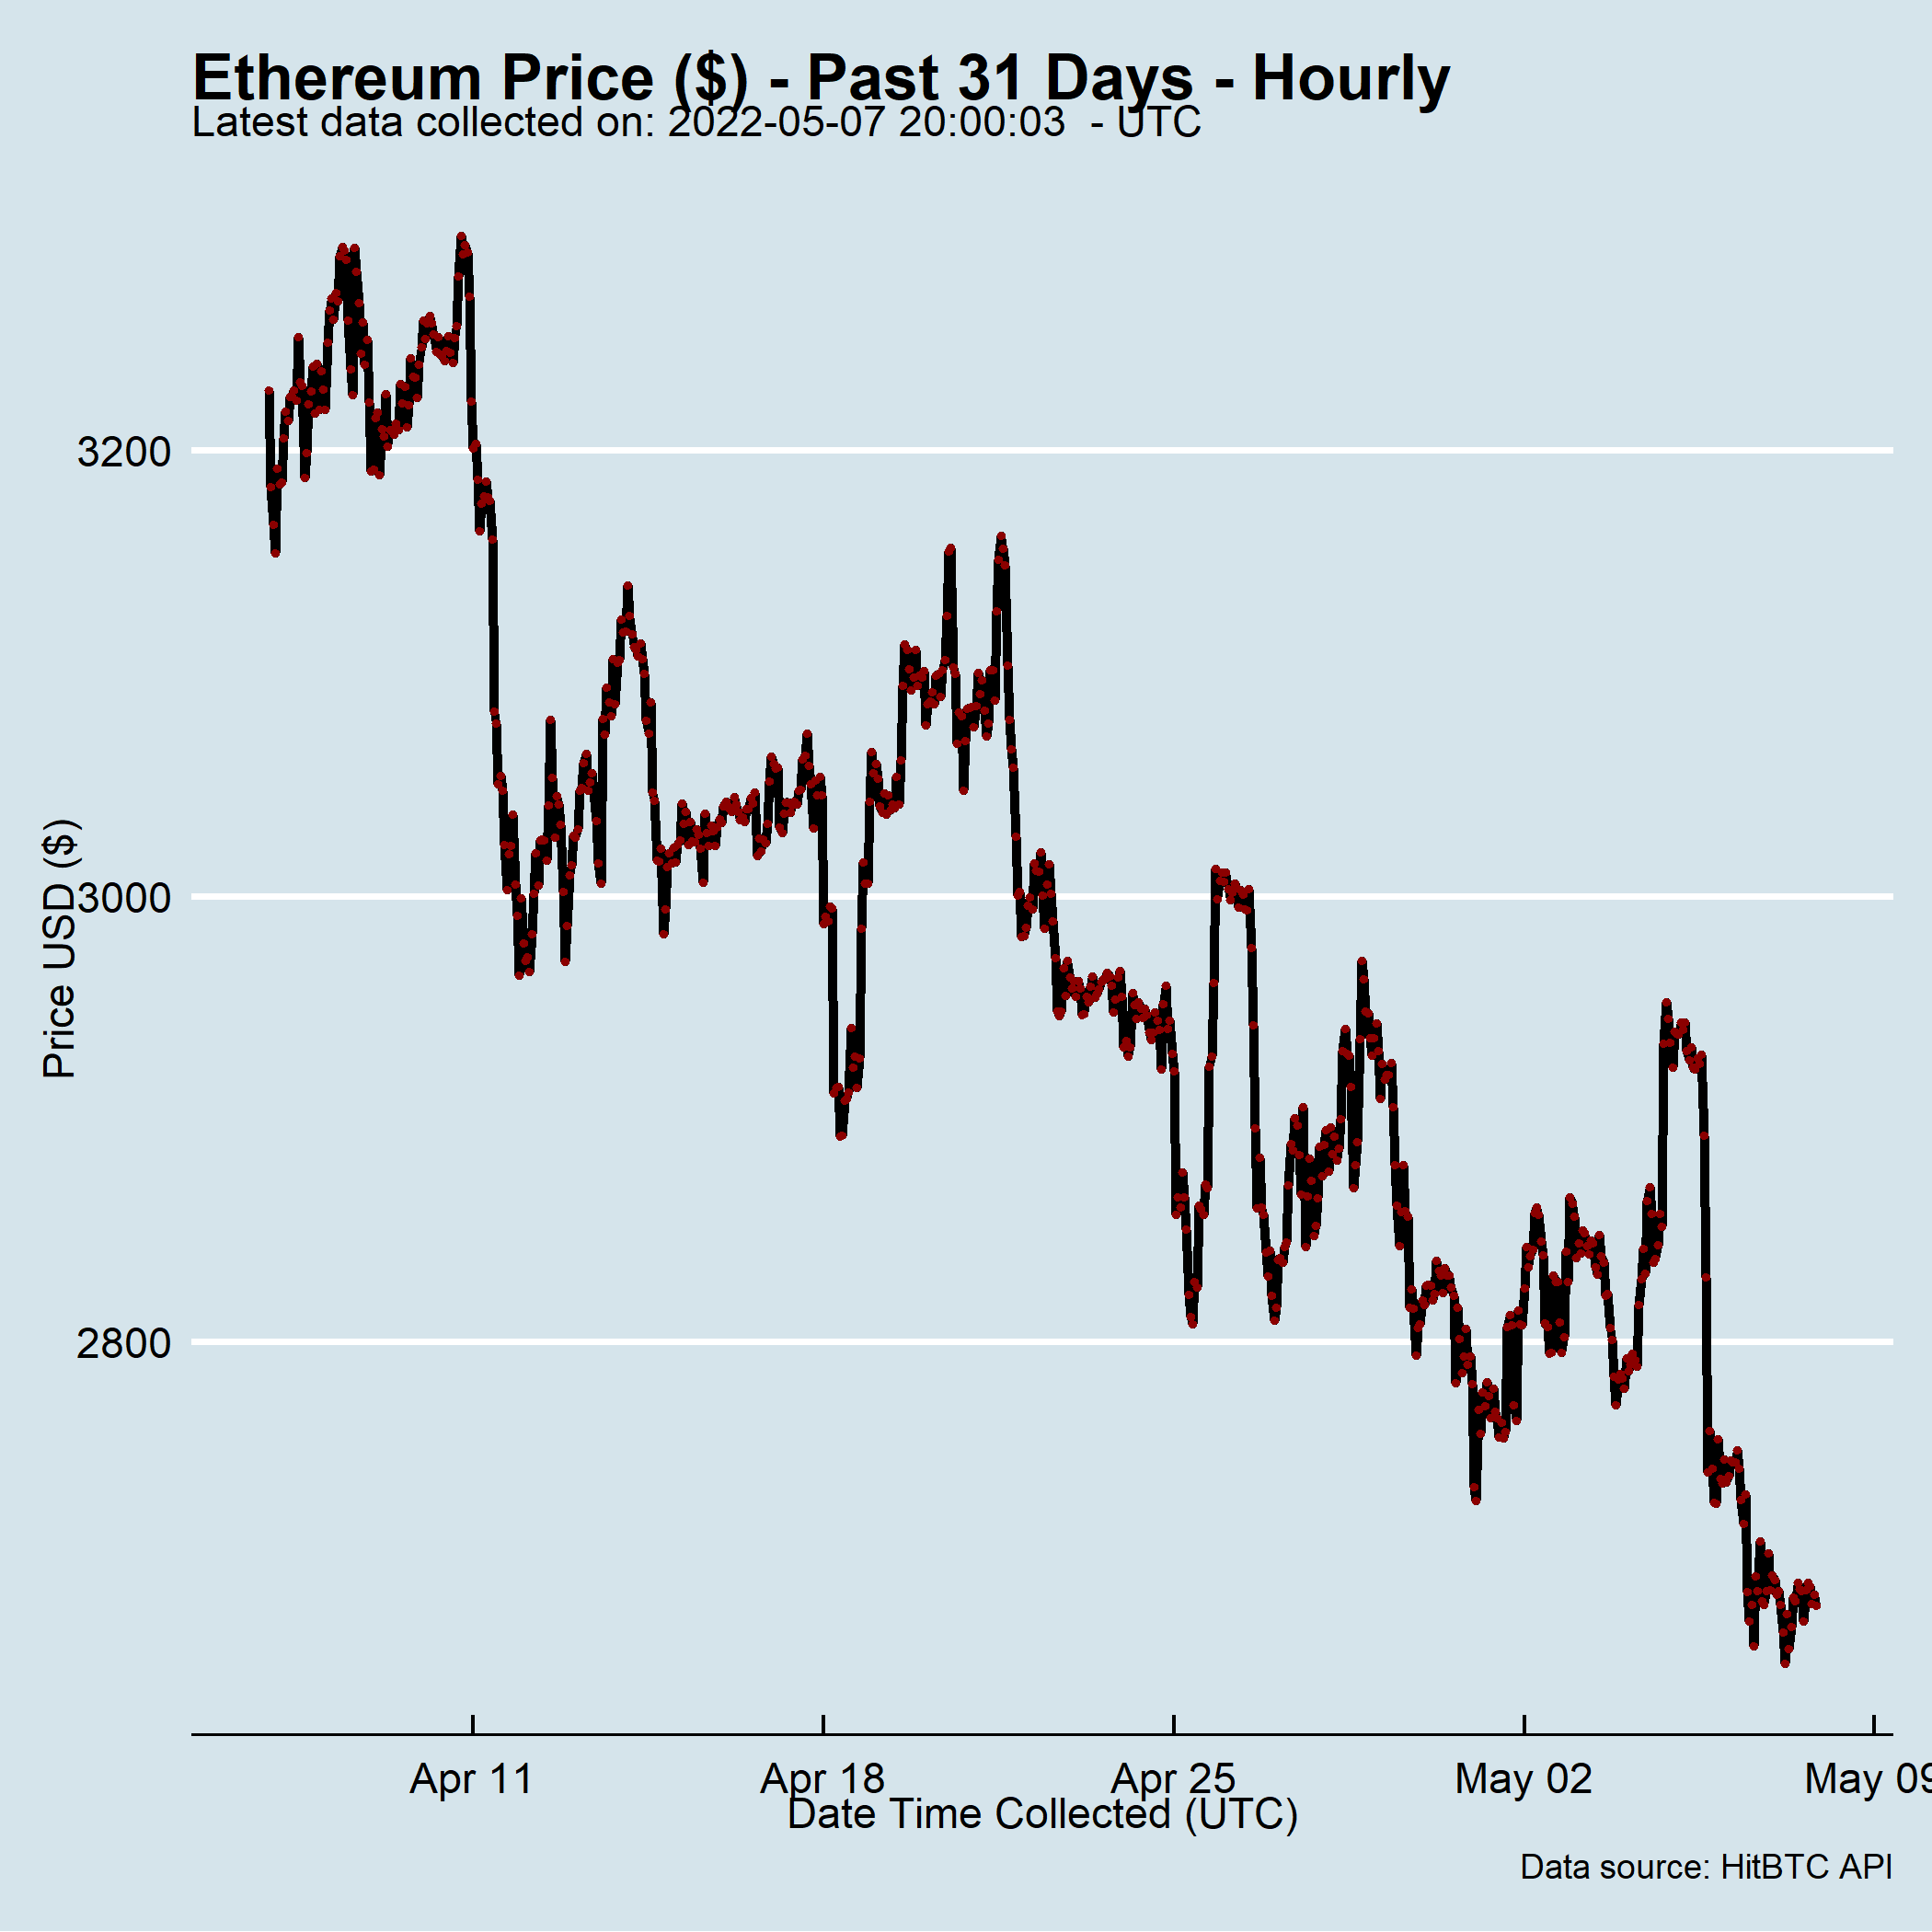 Ethereum Price ($) - Past 31 Days - Hourly
Latest data collected on: 2022-05-07 20:00:03  - UTC
3200
3000
2800
Price USD ($)
Apr 11
Apr 18
Apr 25
May 02
May 09
Date Time Collected (UTC)
Data source: HitBTC API